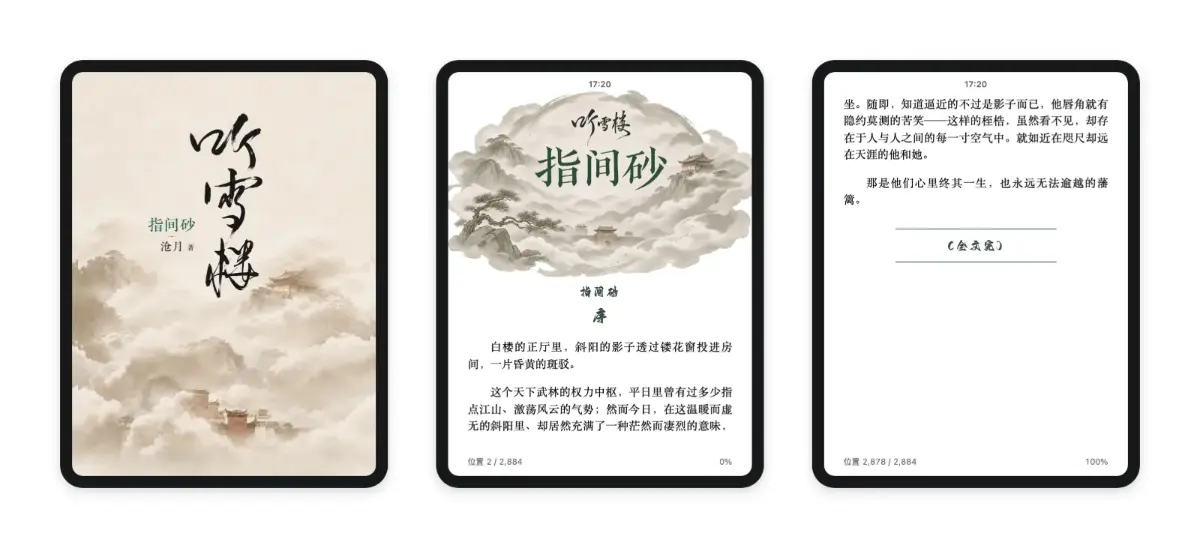 听雪楼
指间砂
沧月 著
17:20
听雪楼
指间砂
指间砂
序
白楼的正厅里，斜阳的影子透过镂花窗投进房
间，一片昏黄的斑驳。
这个天下武林的权力中枢，平日里曾有过多少指
点江山、激荡风云的气势；然而今日，在这温暖而虚
无的斜阳里、却居然充满了一种茫然而凄烈的意味，
位置 2 / 2,884
0%
17:20
坐。随即，知道逼近的不过是影子而已，他唇角就有
隐约莫测的苦笑——这样的桎梏，虽然看不见，却存
在于人与人之间的每一寸空气中。就如近在咫尺却远
在天涯的他和她。
那是他们心里终其一生，也永远无法逾越的藩
篱。
（全文完）
位置 2,878 / 2,884
100%